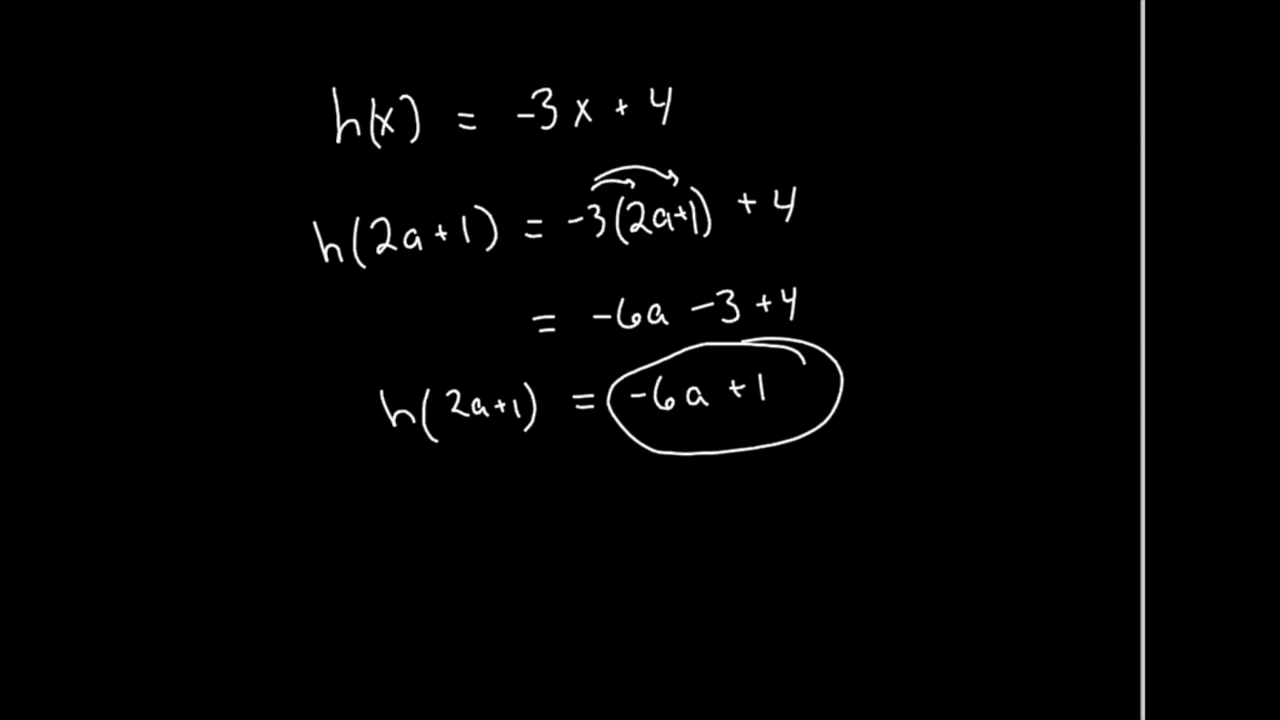 h(x) = -3x + 4
h(2a+1) = -3(2a+1) + 4
= -6a -3 +4
h(2a+1) = -6a +1